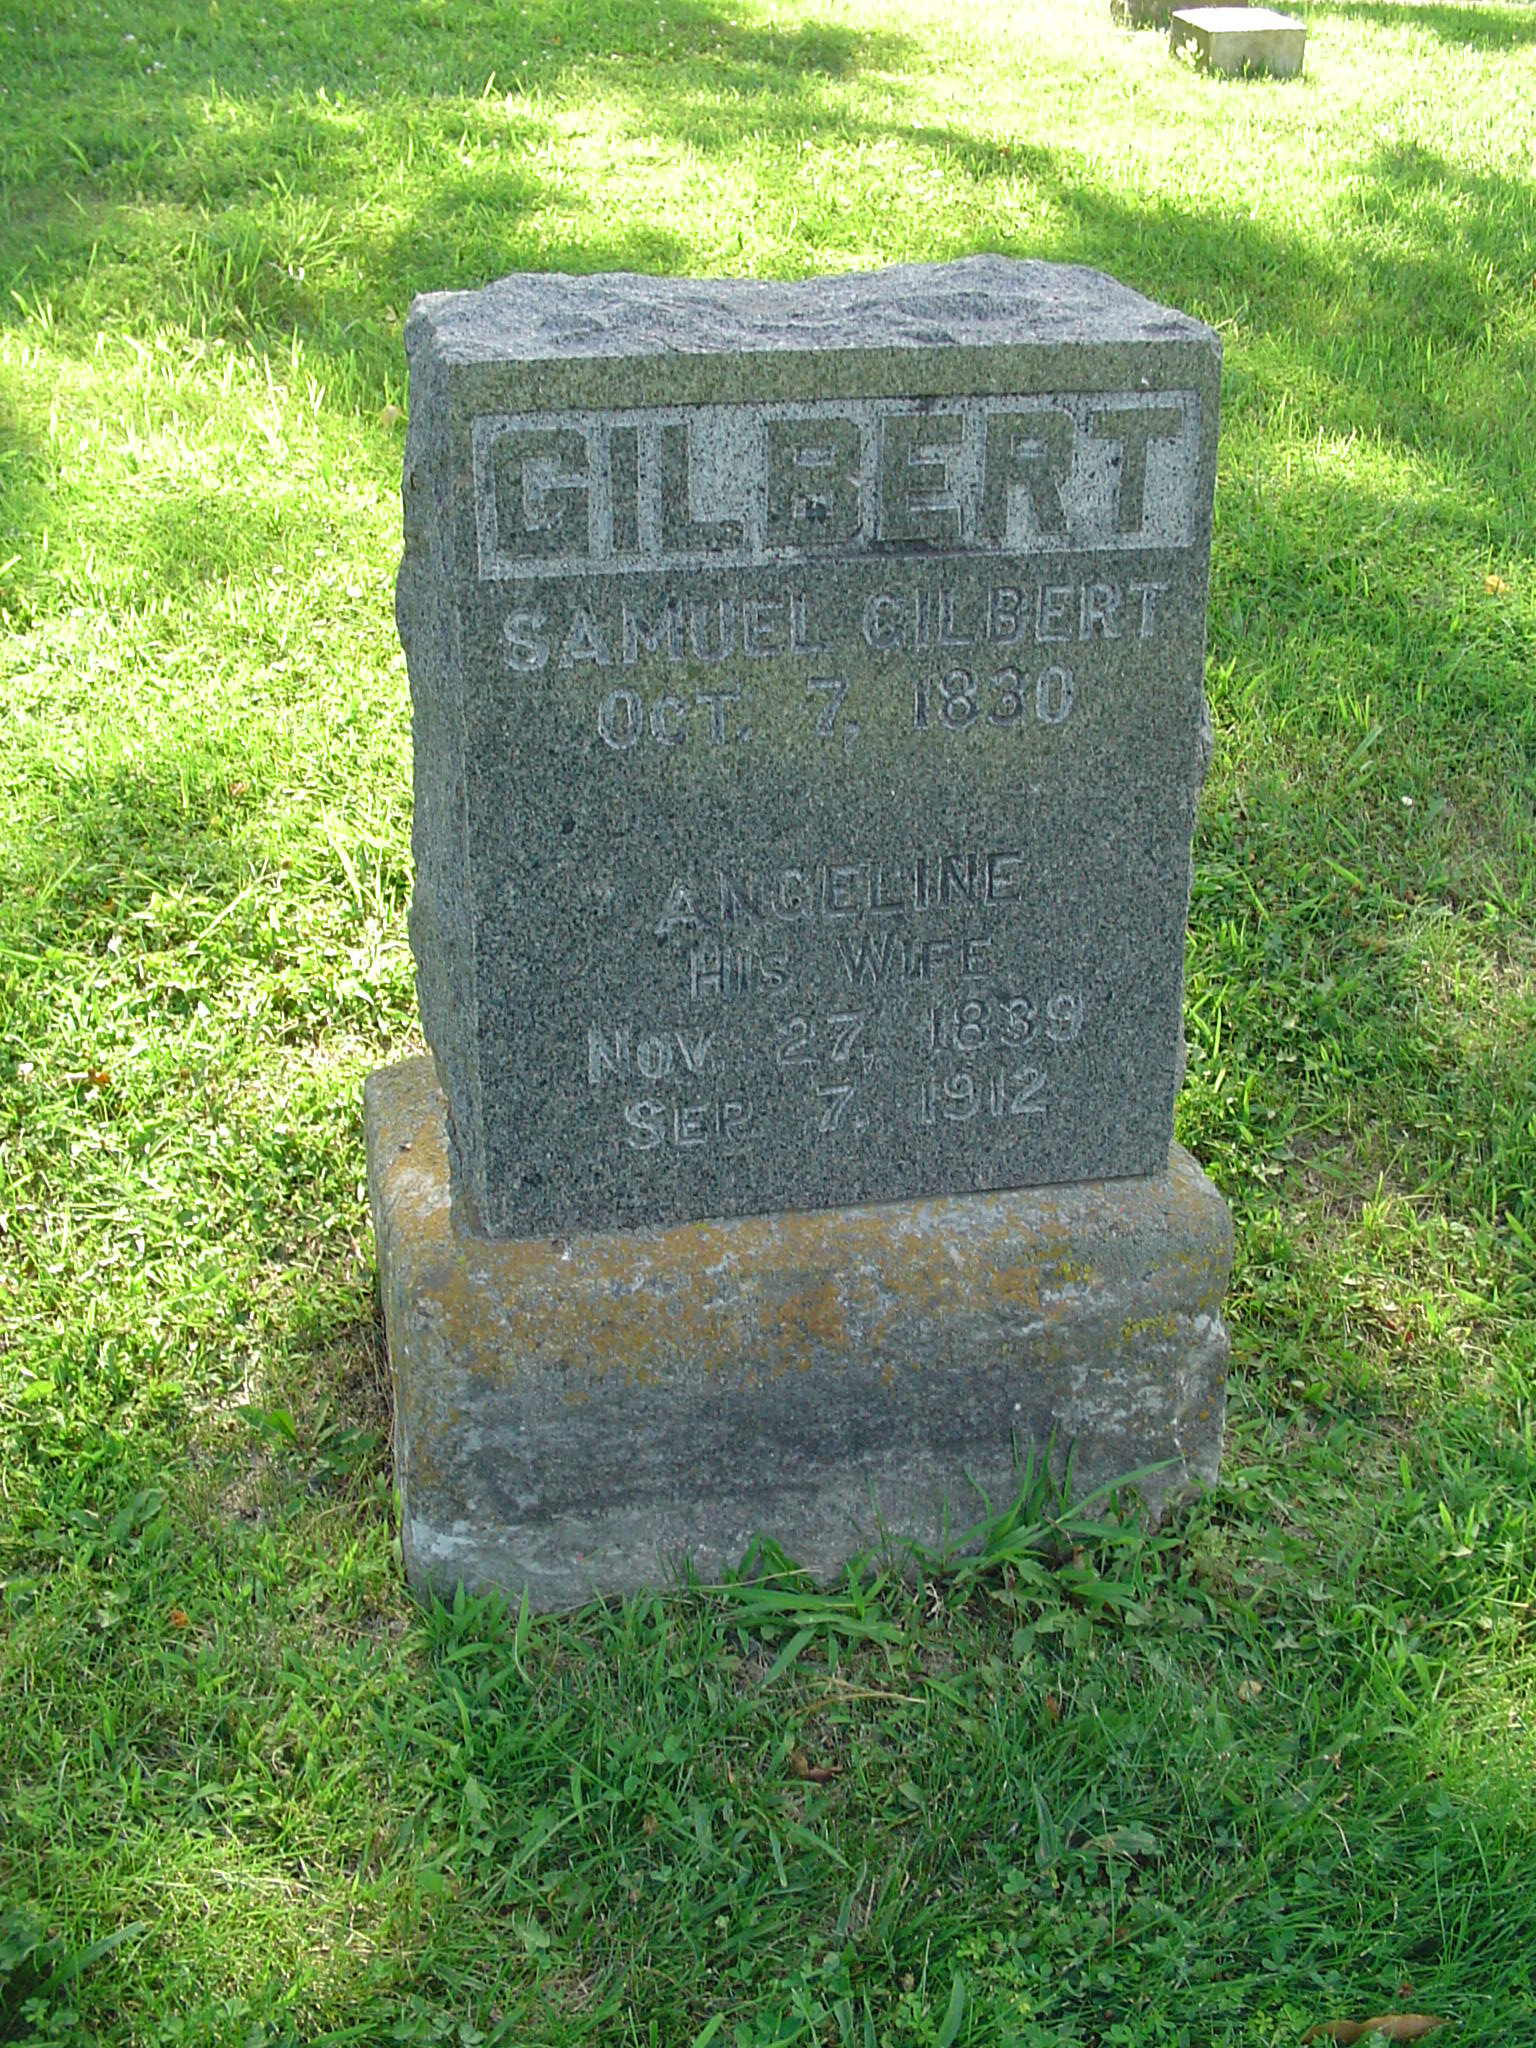 GILBERT
SAMUEL GILBERT
OCT. 7, 1830
ANGELINE
HIS WIFE
NOV. 27, 1839
SEP. 7, 1912